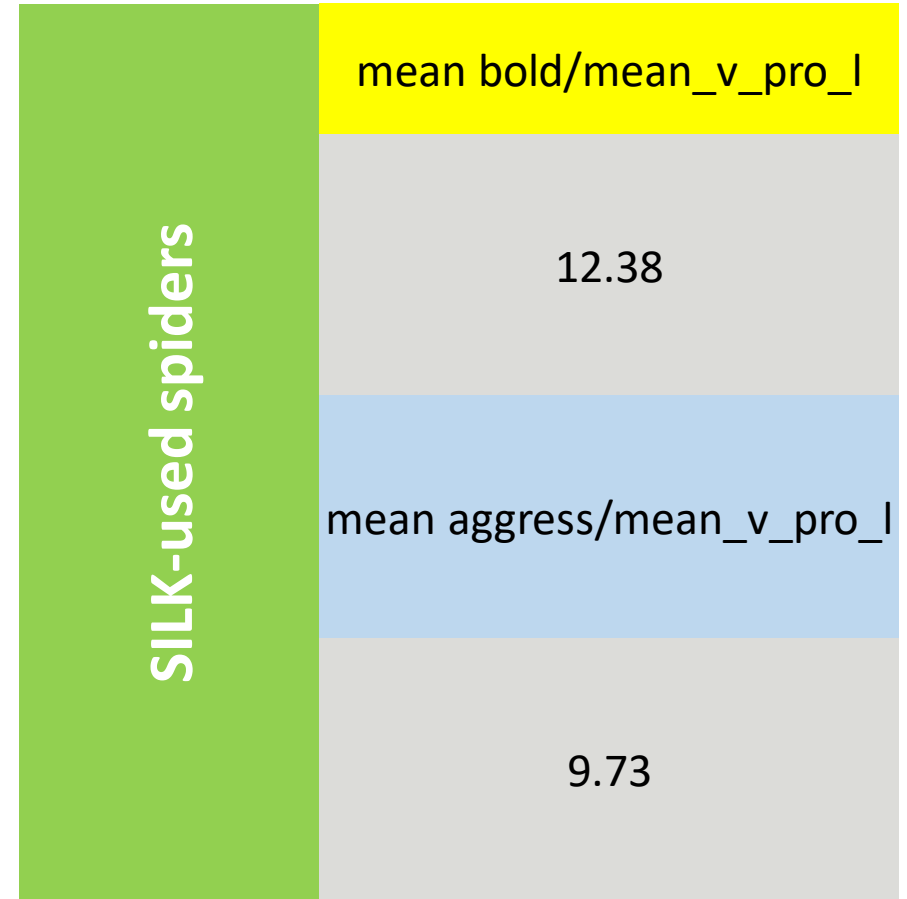 SILK-used spiders
mean bold/mean_v_pro_l
12.38
mean aggress/mean_v_pro_l
9.73